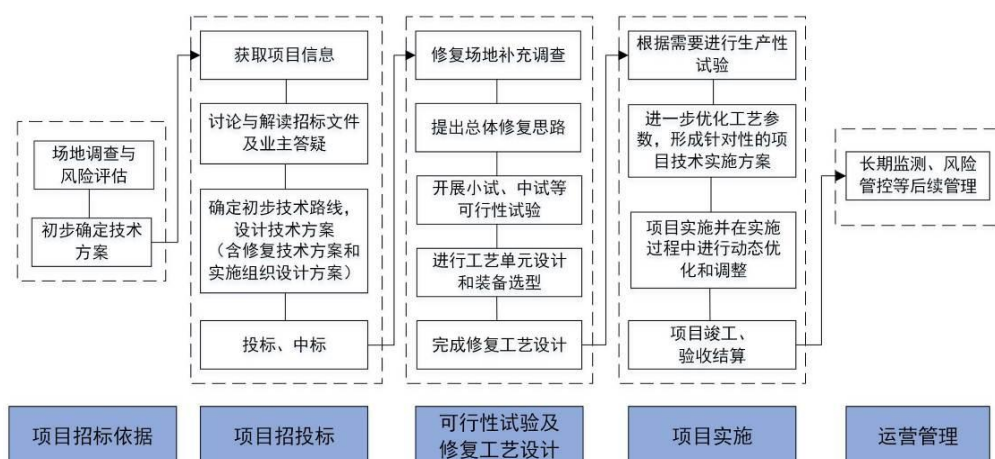 场地调查与
风险评估
初步确定技术
方案
获取项目信息
讨论与解读招标文件
及业主答疑
确定初步技术路线,
设计技术方案
(含修复技术方案和
实施组织设计方案)
投标、中标
修复场地补充调查
提出总体修复思路
开展小试、中试等
可行性试验
进行工艺单元设计
和装备选型
完成修复工艺设计
根据需要进行生产性
试验
进一步优化工艺参
数,形成针对性的项
目技术实施方案
项目实施并在实施
过程中进行动态优
化和调整
项目竣工、
验收结算
长期监测、风险
管控等后续管理
项目招标依据
项目招投标
可行性试验及
修复工艺设计
项目实施
运营管理